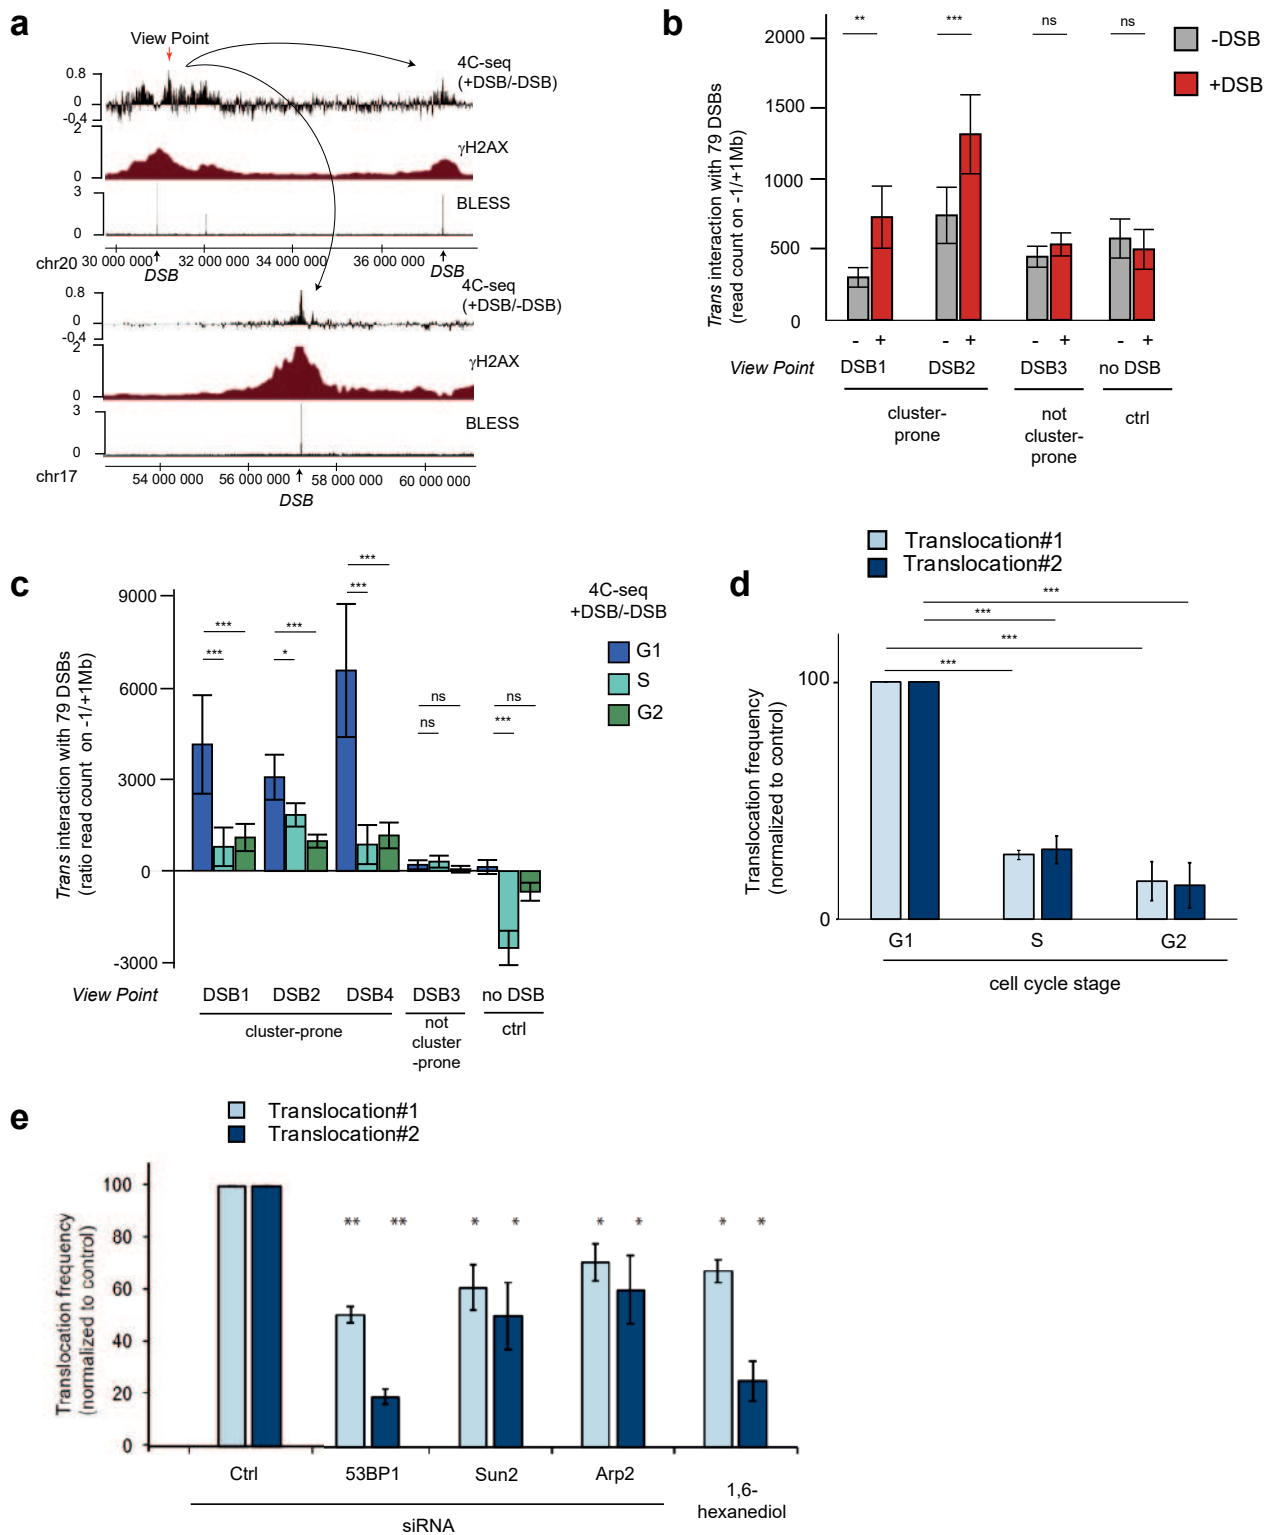 a
View Point
4C-seq
(+DSB/-DSB)
0.8
0
-0,4
2
γH2AX
0
3
BLESS
0
chr20 30 000 000 32 000 000 34 000 000 36 000 000
DSB DSB
4C-seq
(+DSB/-DSB)
0.8
0
-0,4
2
γH2AX
0
3
BLESS
0
chr17
54 000 000 56 000 000 58 000 000 60 000 000
DSB
b
Trans interaction with 79 DSBs
(read count on -1/+1Mb)
2000
1500
1000
500
0
** *** ns ns
-DSB
+DSB
- + - + - + - +
View Point DSB1 DSB2 DSB3 no DSB
cluster-
prone
not
cluster-
prone
ctrl
c
Trans interaction with 79 DSBs
(ratio read count on -1/+1Mb)
9000
6000
3000
0
-3000
***
***
***
*
***
***
ns
ns
ns
***
4C-seq
+DSB/-DSB
G1
S
G2
View Point DSB1 DSB2 DSB4 DSB3 no DSB
cluster-prone
not
cluster
-prone
ctrl
d
Translocation#1
Translocation#2
Translocation frequency
(normalized to control)
100
0
***
***
***
***
G1 S G2
cell cycle stage
e
Translocation#1
Translocation#2
Translocation frequency
(normalized to control)
100
80
60
40
20
0
** ** * * * * * *
Ctrl 53BP1 Sun2 Arp2
1,6-
hexanediol
siRNA